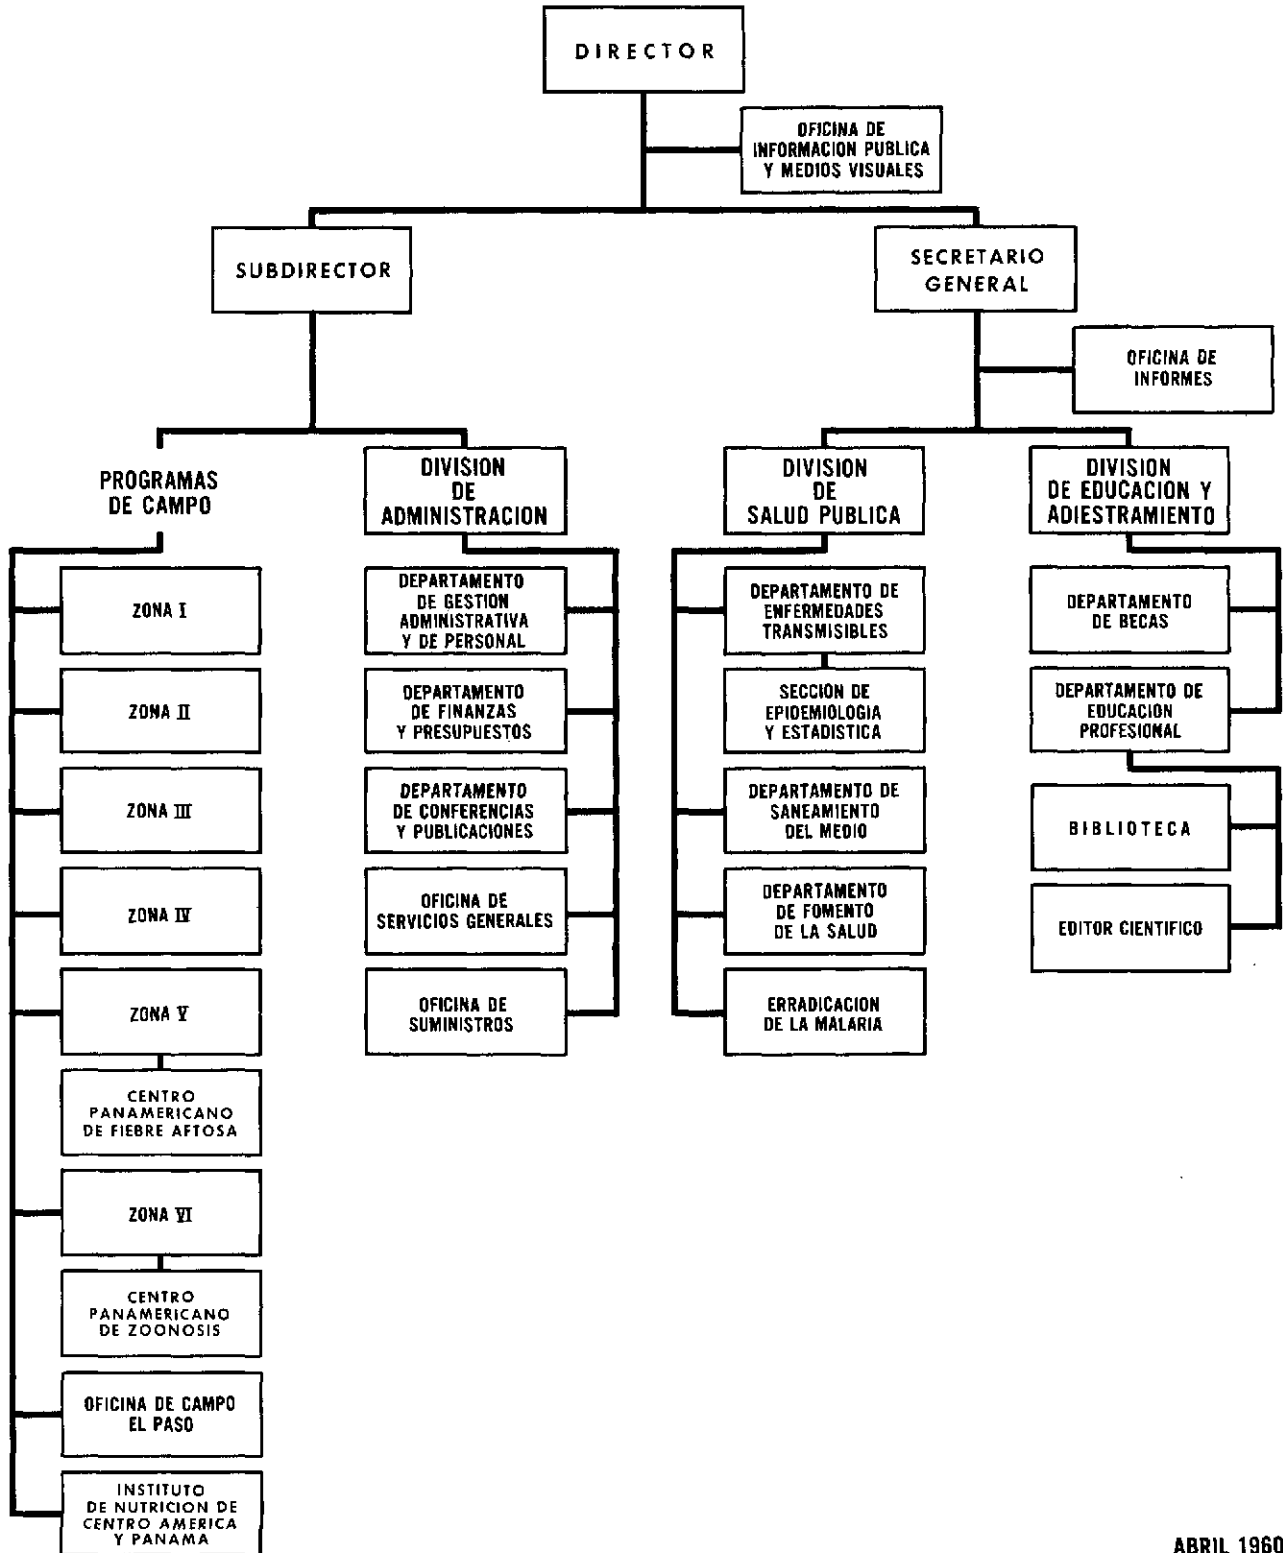 DIRECTOR
OFICINA DE
INFORMACION PUBLICA
Y MEDIOS VISUALES
SUBDIRECTOR
SECRETARIO
GENERAL
OFICINA DE
INFORMES
PROGRAMAS
DE CAMPO
ZONA I
ZONA II
ZONA III
ZONA IV
ZONA V
CENTRO
PANAMERICANO
DE FIEBRE AFTOSA
ZONA VI
CENTRO
PANAMERICANO
DE ZOONOSIS
OFICINA DE CAMPO
EL PASO
INSTITUTO
DE NUTRICION DE
CENTRO AMERICA
Y PANAMA
DIVISION
DE
ADMINISTRACION
DEPARTAMENTO
DE GESTION
ADMINISTRATIVA
Y DE PERSONAL
DEPARTAMENTO
DE FINANZAS
Y PRESUPUESTOS
DEPARTAMENTO
DE CONFERENCIAS
Y PUBLICACIONES
OFICINA DE
SERVICIOS GENERALES
OFICINA DE
SUMINISTROS
DIVISION
DE
SALUD PUBLICA
DEPARTAMENTO DE
ENFERMEDADES
TRANSMISIBLES
SECCION DE
EPIDEMIOLOGIA
Y ESTADISTICA
DEPARTAMENTO DE
SANEAMIENTO
DEL MEDIO
DEPARTAMENTO
DE FOMENTO
DE LA SALUD
ERRADICACION
DE LA MALARIA
DIVISION
DE EDUCACION Y
ADIESTRAMIENTO
DEPARTAMENTO
DE BECAS
DEPARTAMENTO DE
EDUCACION
PROFESIONAL
BIBLIOTECA
EDITOR CIENTIFICO
ABRIL 1960